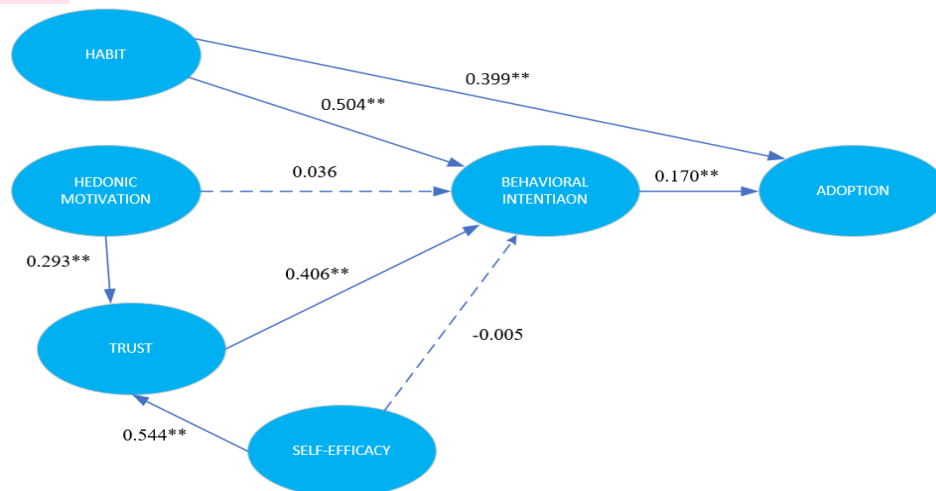 HABIT
0.399**
0.504**
HEDONIC
MOTIVATION
0.036
BEHAVIORAL
INTENTIAON
0.170**
ADOPTION
0.293**
0.406**
TRUST
-0.005
0.544**
SELF-EFFICACY